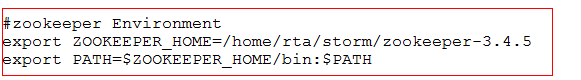 #zookeeper Environment
export ZOOKEEPER_HOME=/home/rta/storm/zookeeper-3.4.5
export PATH=$ZOOKEEPER_HOME/bin:$PATH